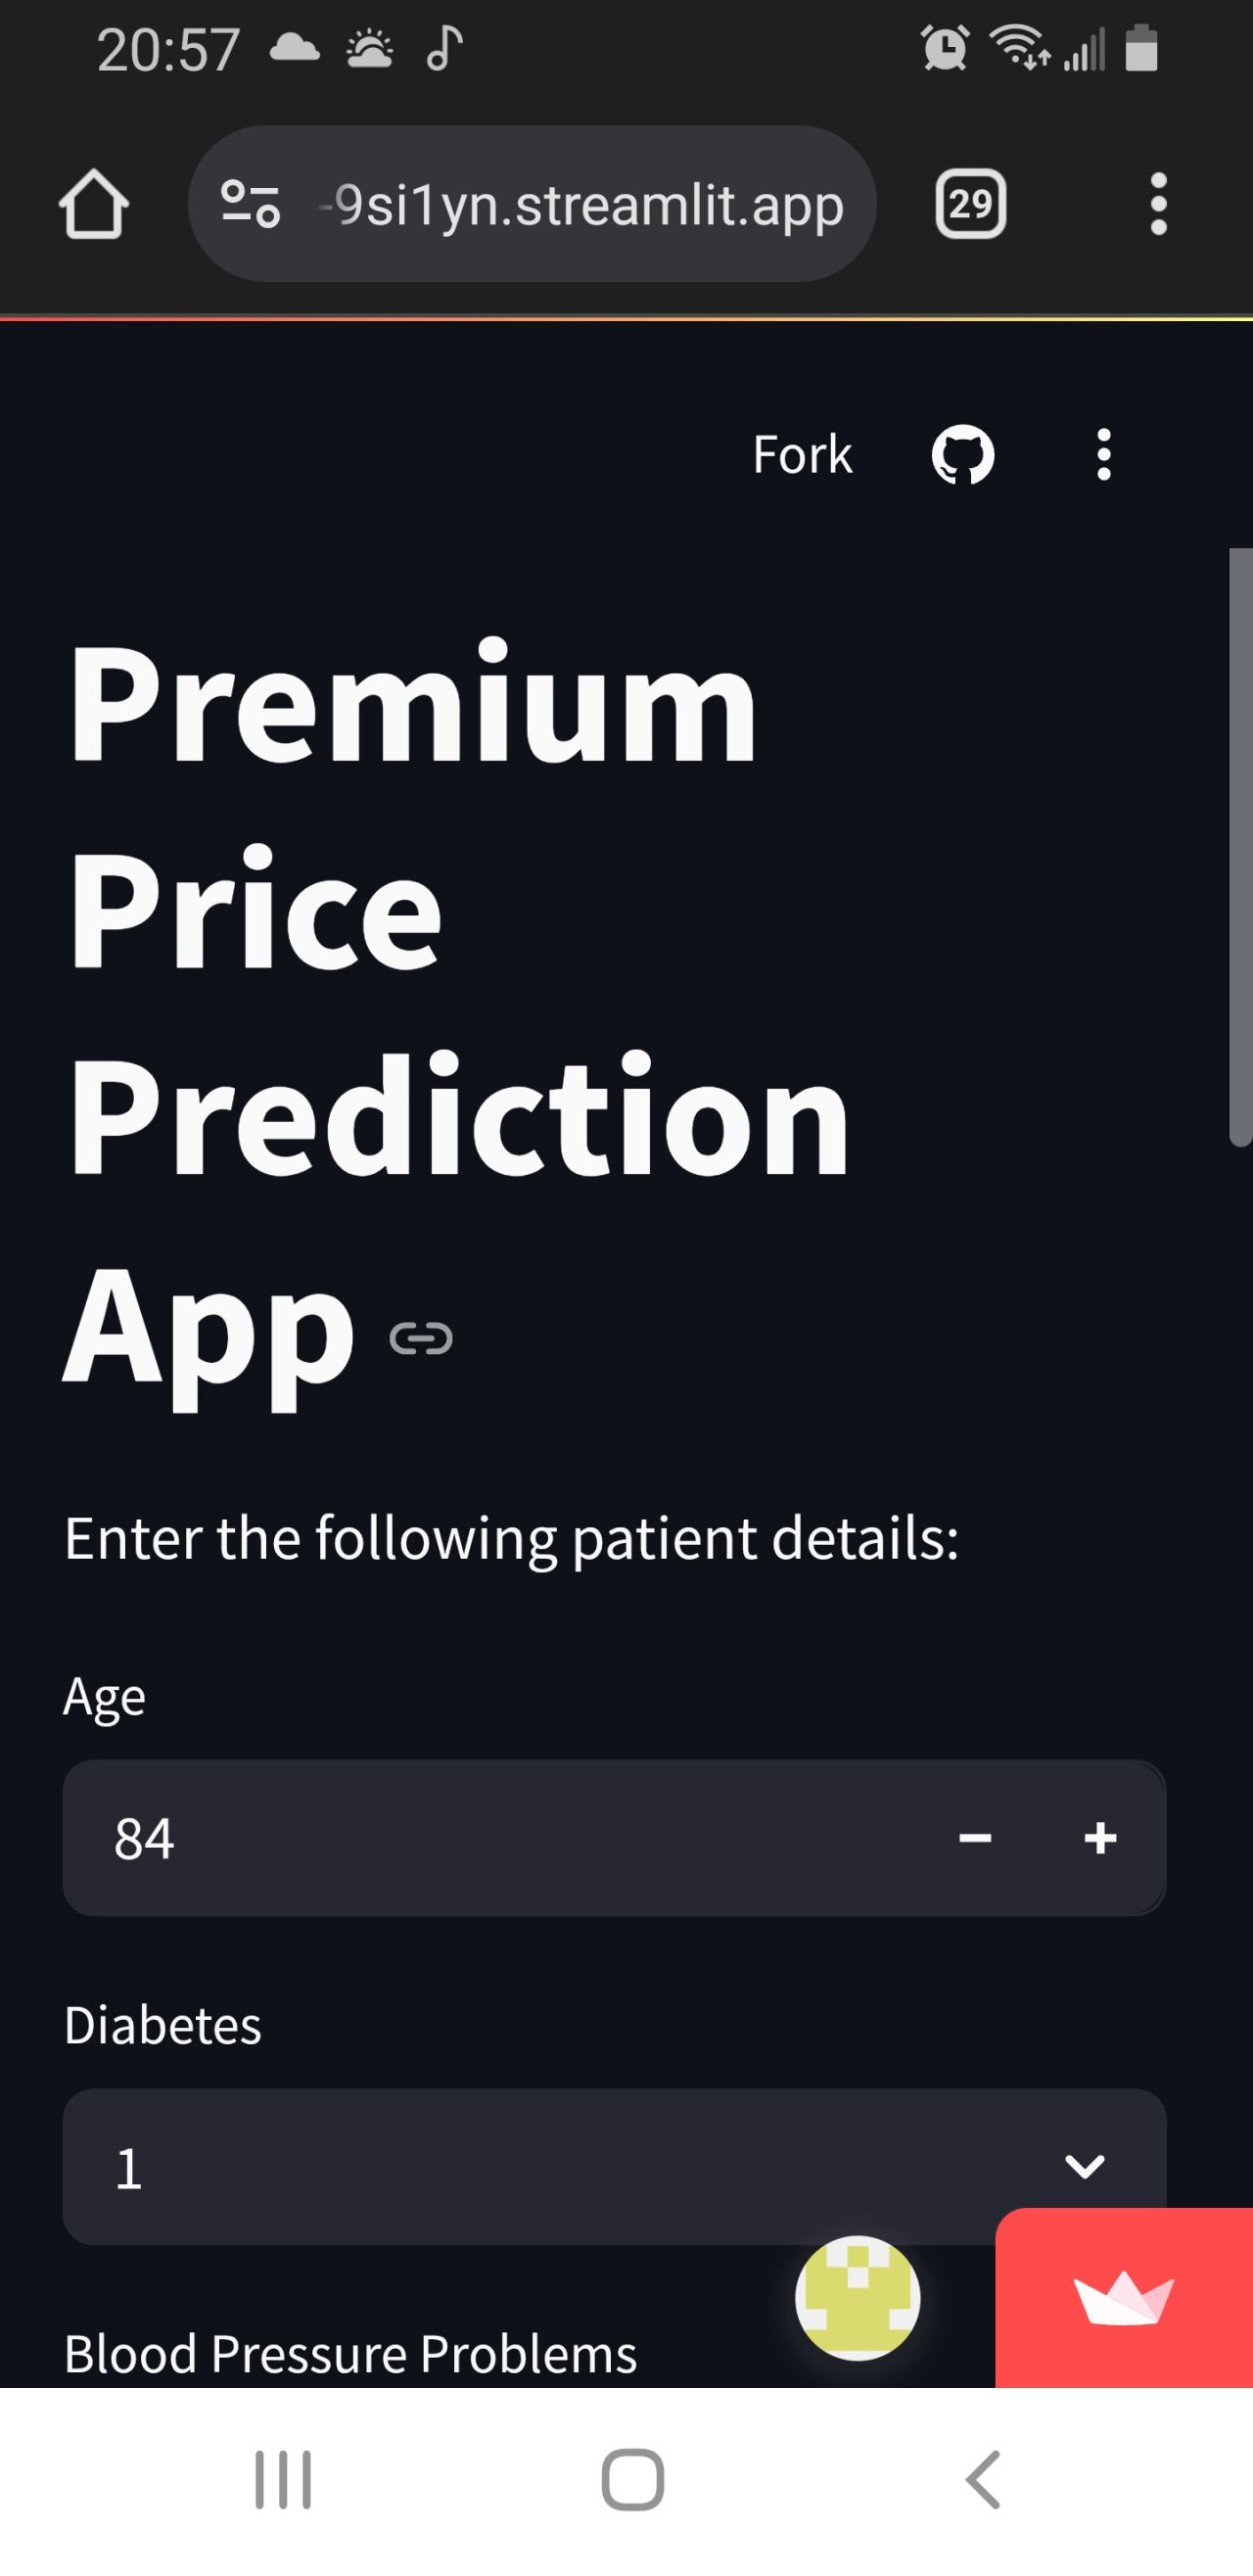 20:57
-9si1yn.streamlit.app
29
Fork
Premium
Price
Prediction
App
Enter the following patient details:
Age
84
Diabetes
1
Blood Pressure Problems